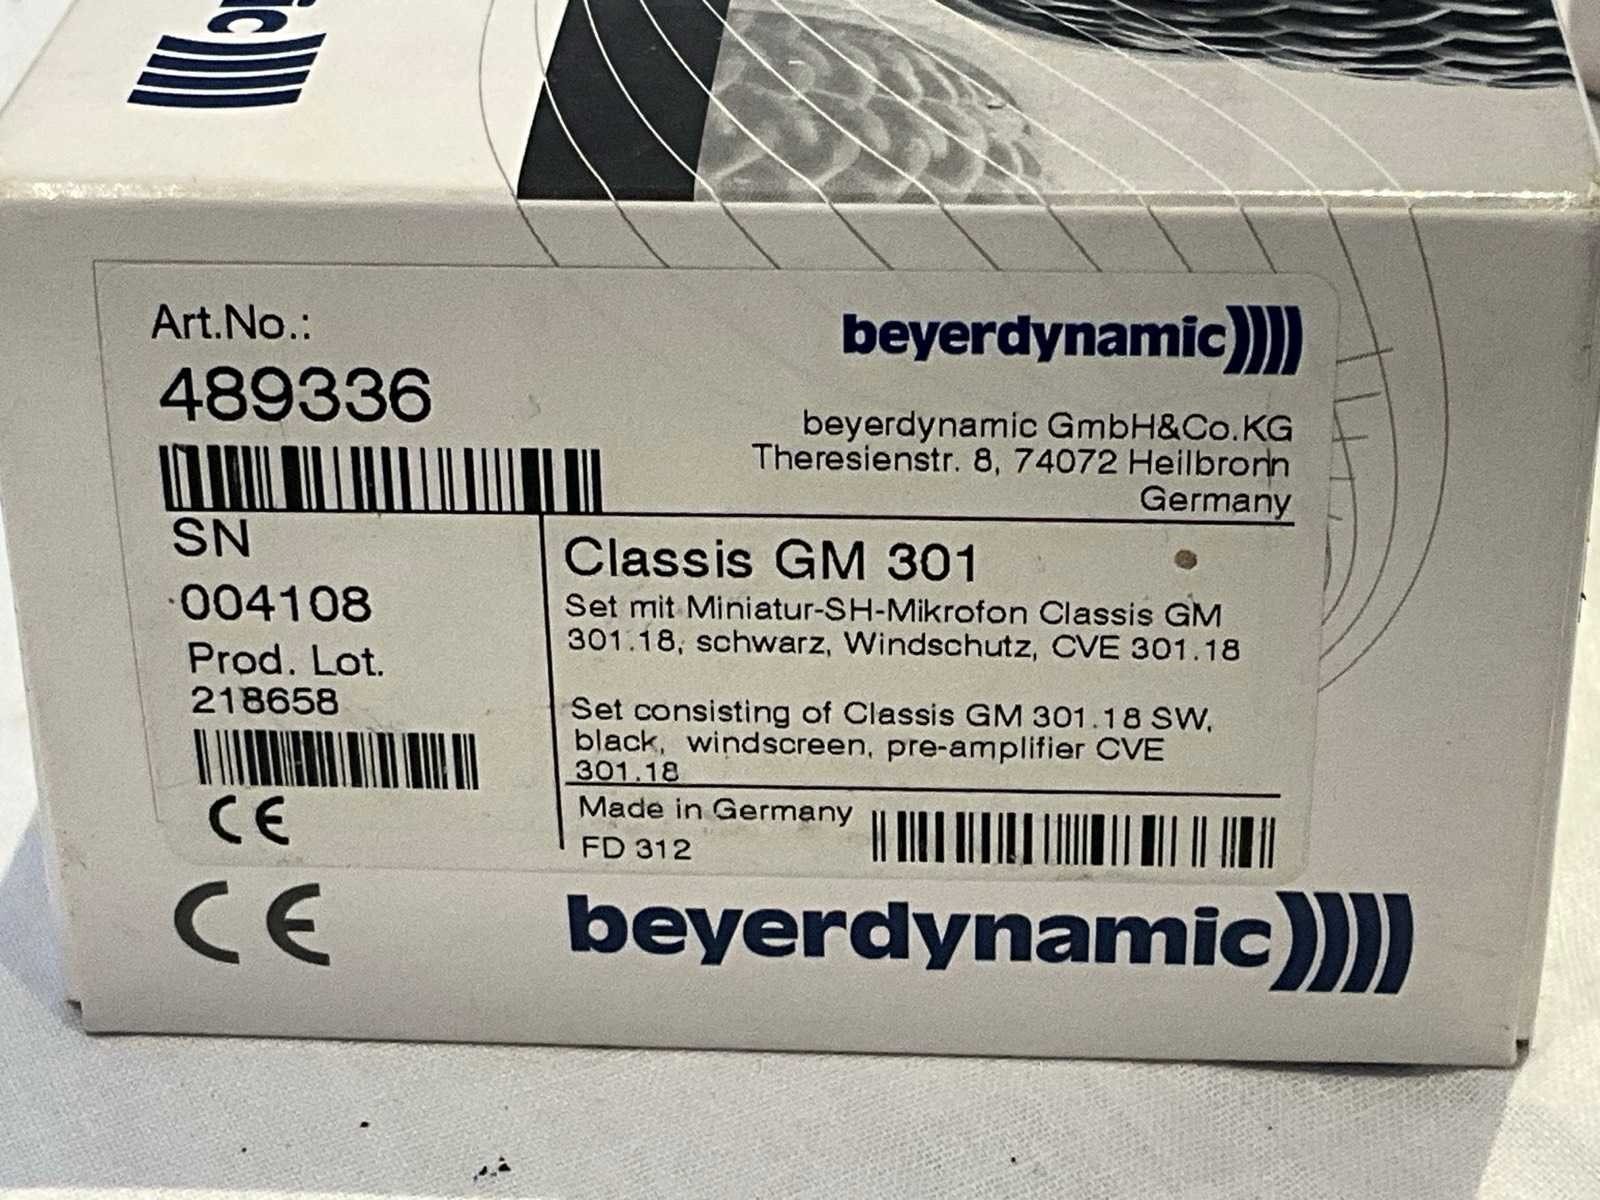 ic
Art.No.:
489336
beyerdynamic
beyerdynamic GmbH&Co.KG
Theresienstr. 8, 74072 Heilbronn
Germany
SN
004108
Prod. Lot.
218658
CE
Classis GM 301
Set mit Miniatur-SH-Mikrofon Classis GM
301.18, schwarz, Windschutz, CVE 301.18
Set consisting of Classis GM 301.18 SW,
black, windscreen, pre-amplifier CVE
301.18
Made in Germany
FD 312
CE
beyerdynamic